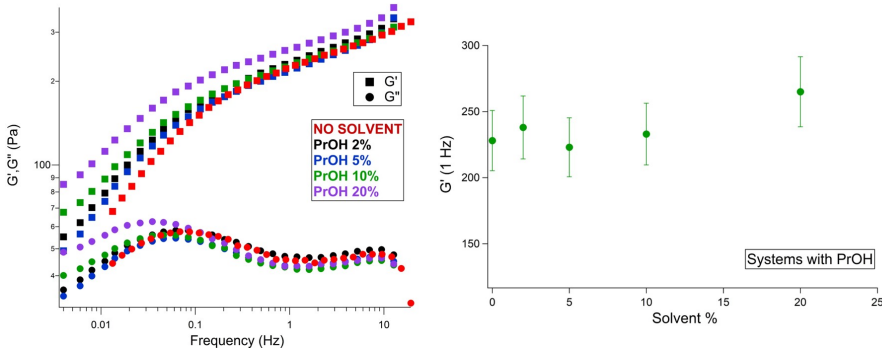 3
2
100
9
8
7
6
5
4
G',G" (Pa)
0.01
0.1
1
10
Frequency (Hz)
G'
G"
NO SOLVENT
PrOH 2%
PrOH 5%
PrOH 10%
PrOH 20%
300
250
200
150
G' (1 Hz)
0
5
10
15
20
25
Solvent %
Systems with PrOH